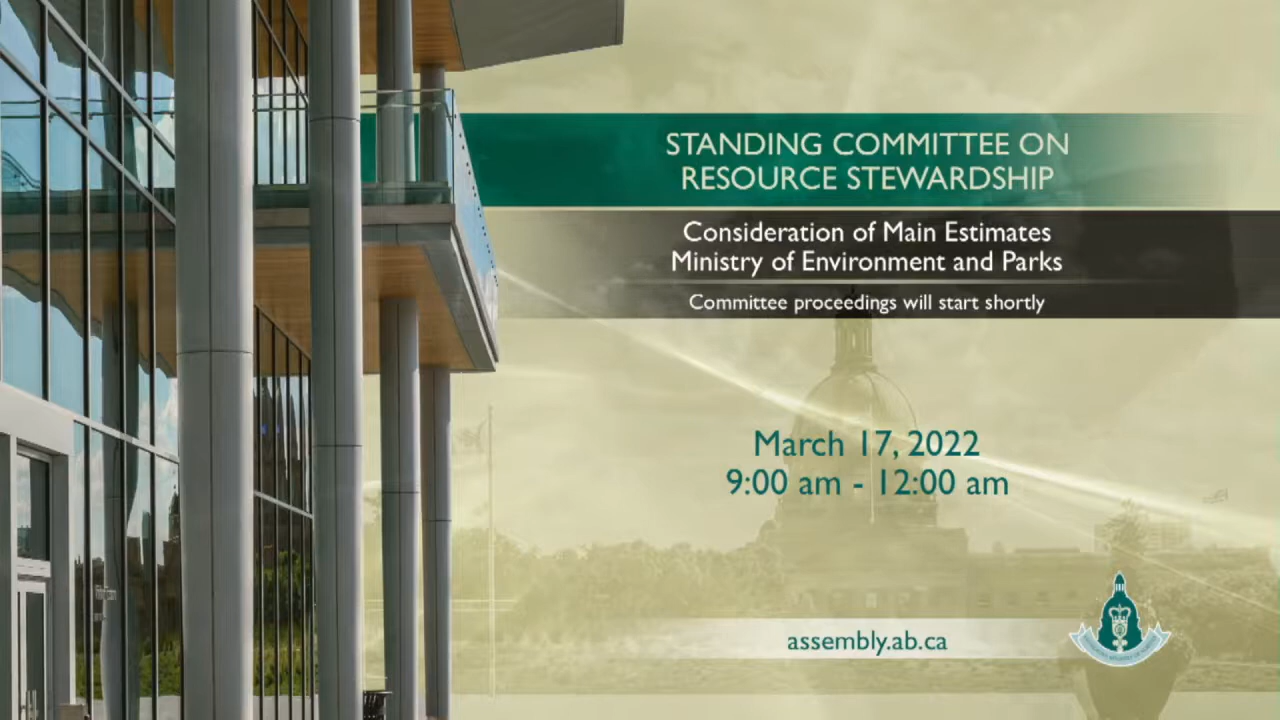 STANDING COMMITTEE ON
RESOURCE STEWARDSHIP
Consideration of Main Estimates
Ministry of Environment and Parks
Committee proceedings will start shortly
March 17, 2022
9:00 am - 12:00 am
assembly.ab.ca